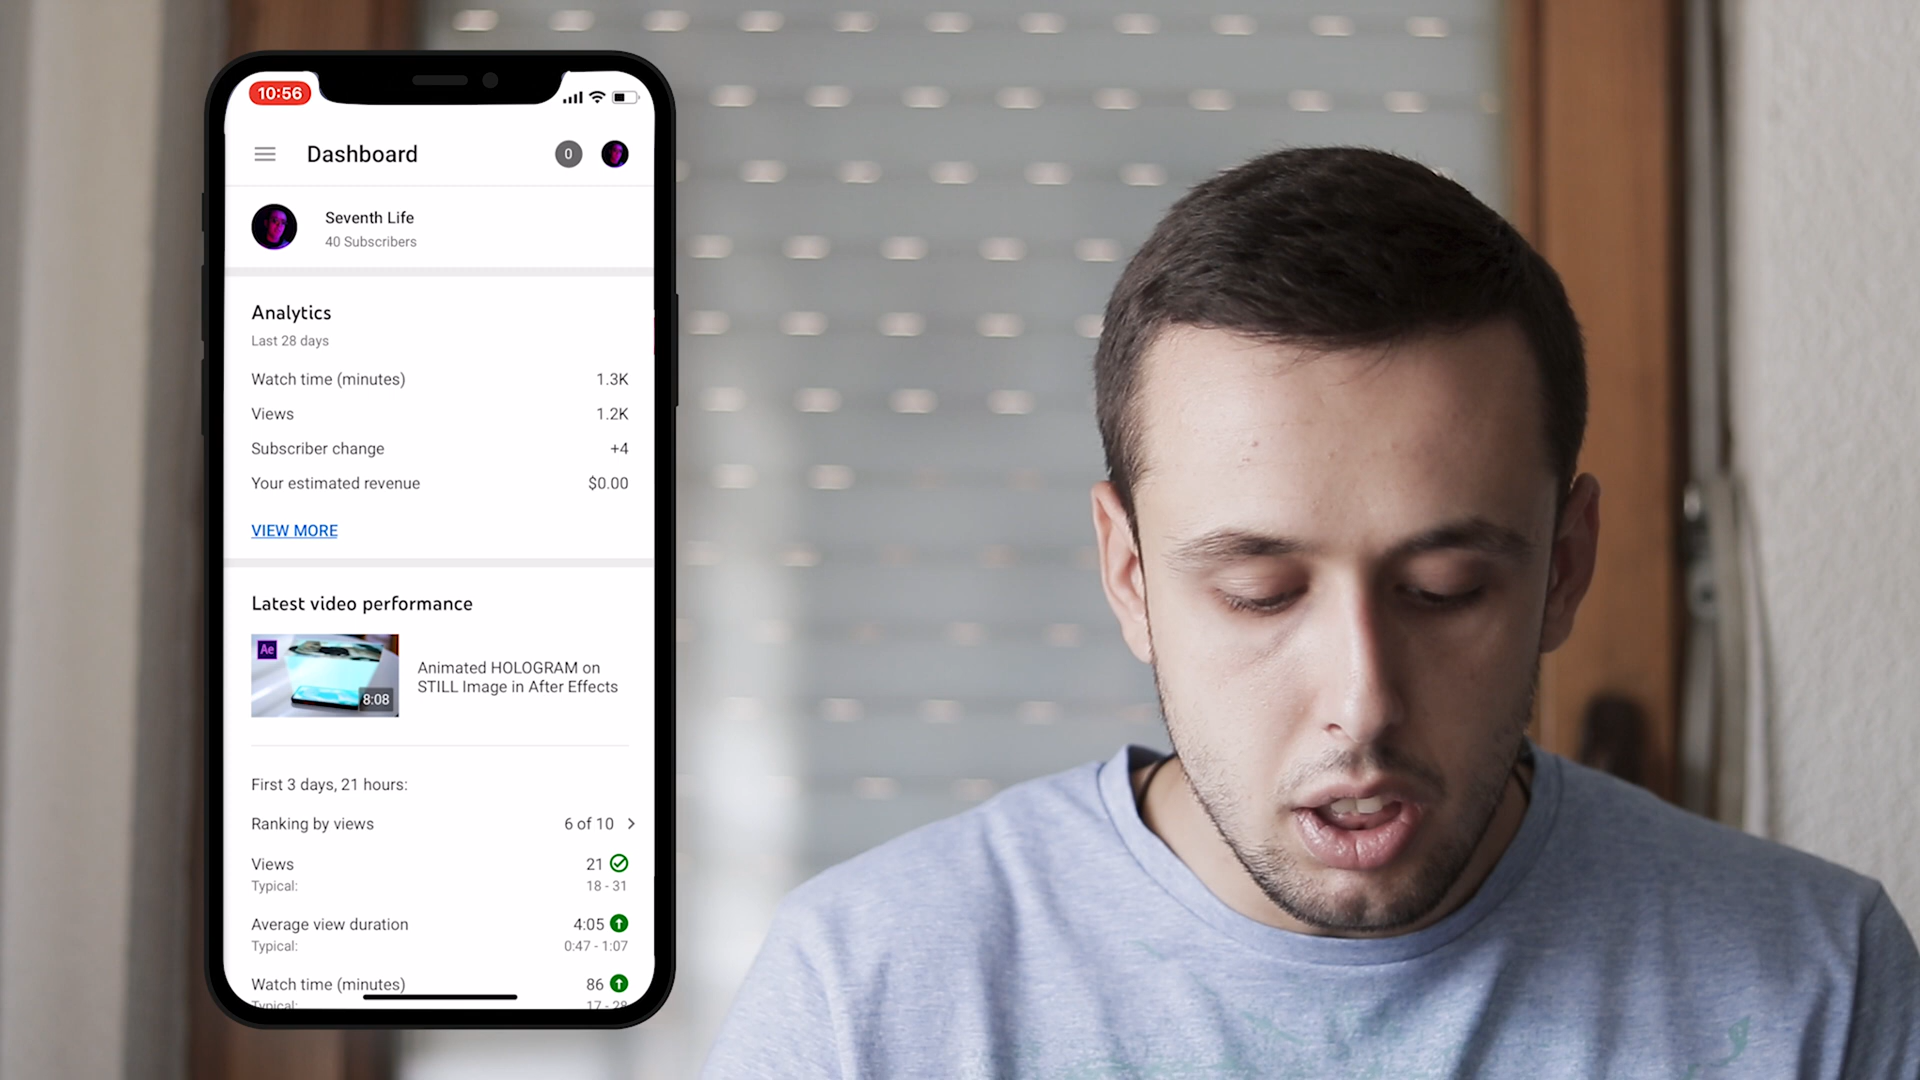 10:56
Dashboard
0
Seventh Life
40 Subscribers
Analytics
Last 28 days
Watch time (minutes) 1.3K
Views 1.2K
Subscriber change +4
Your estimated revenue $0.00
VIEW MORE
Latest video performance
Ae
8:08
Animated HOLOGRAM on
STILL Image in After Effects
First 3 days, 21 hours:
Ranking by views 6 of 10
Views 21
Typical: 18 - 31
Average view duration 4:05
Typical: 0:47 - 1:07
Watch time (minutes) 86
Typical: 17 - 28